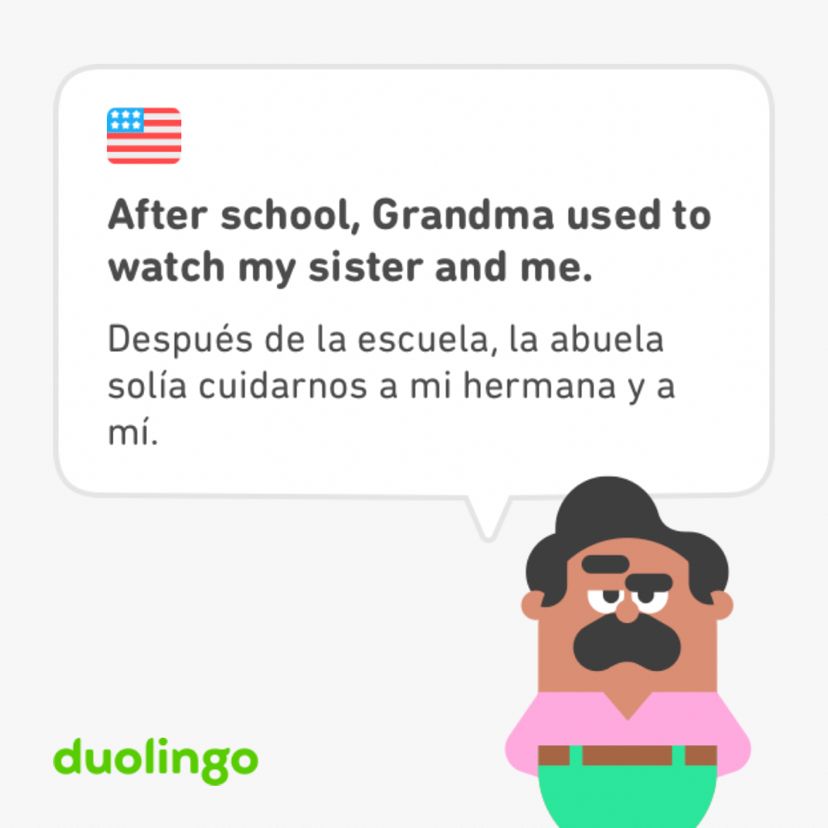 After school, Grandma used to
watch my sister and me.
Después de la escuela, la abuela
solía cuidarnos a mi hermana y a
mí.
duolingo